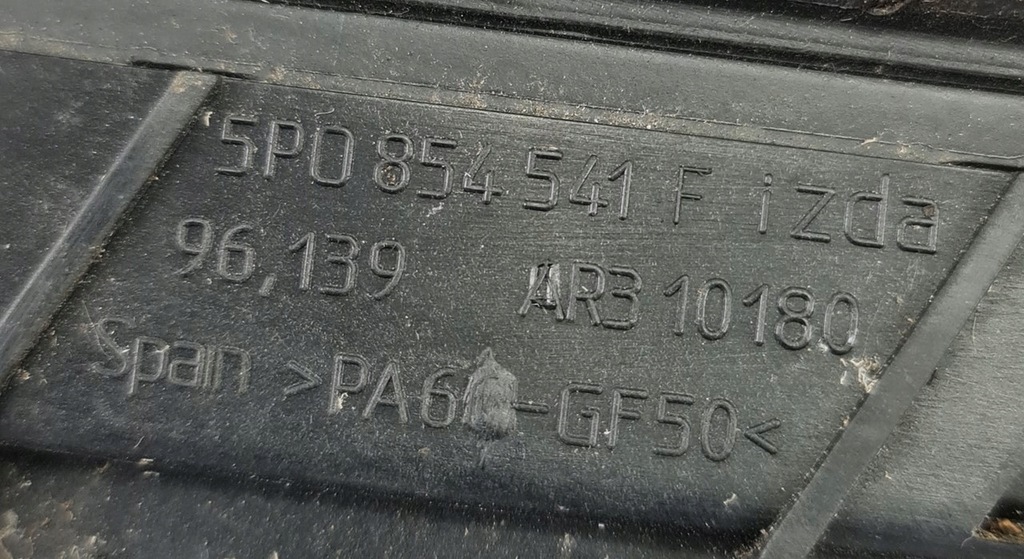 5P0 854 541 F izda
96,139 AR3 10180
Spain >PA6 -GF50<